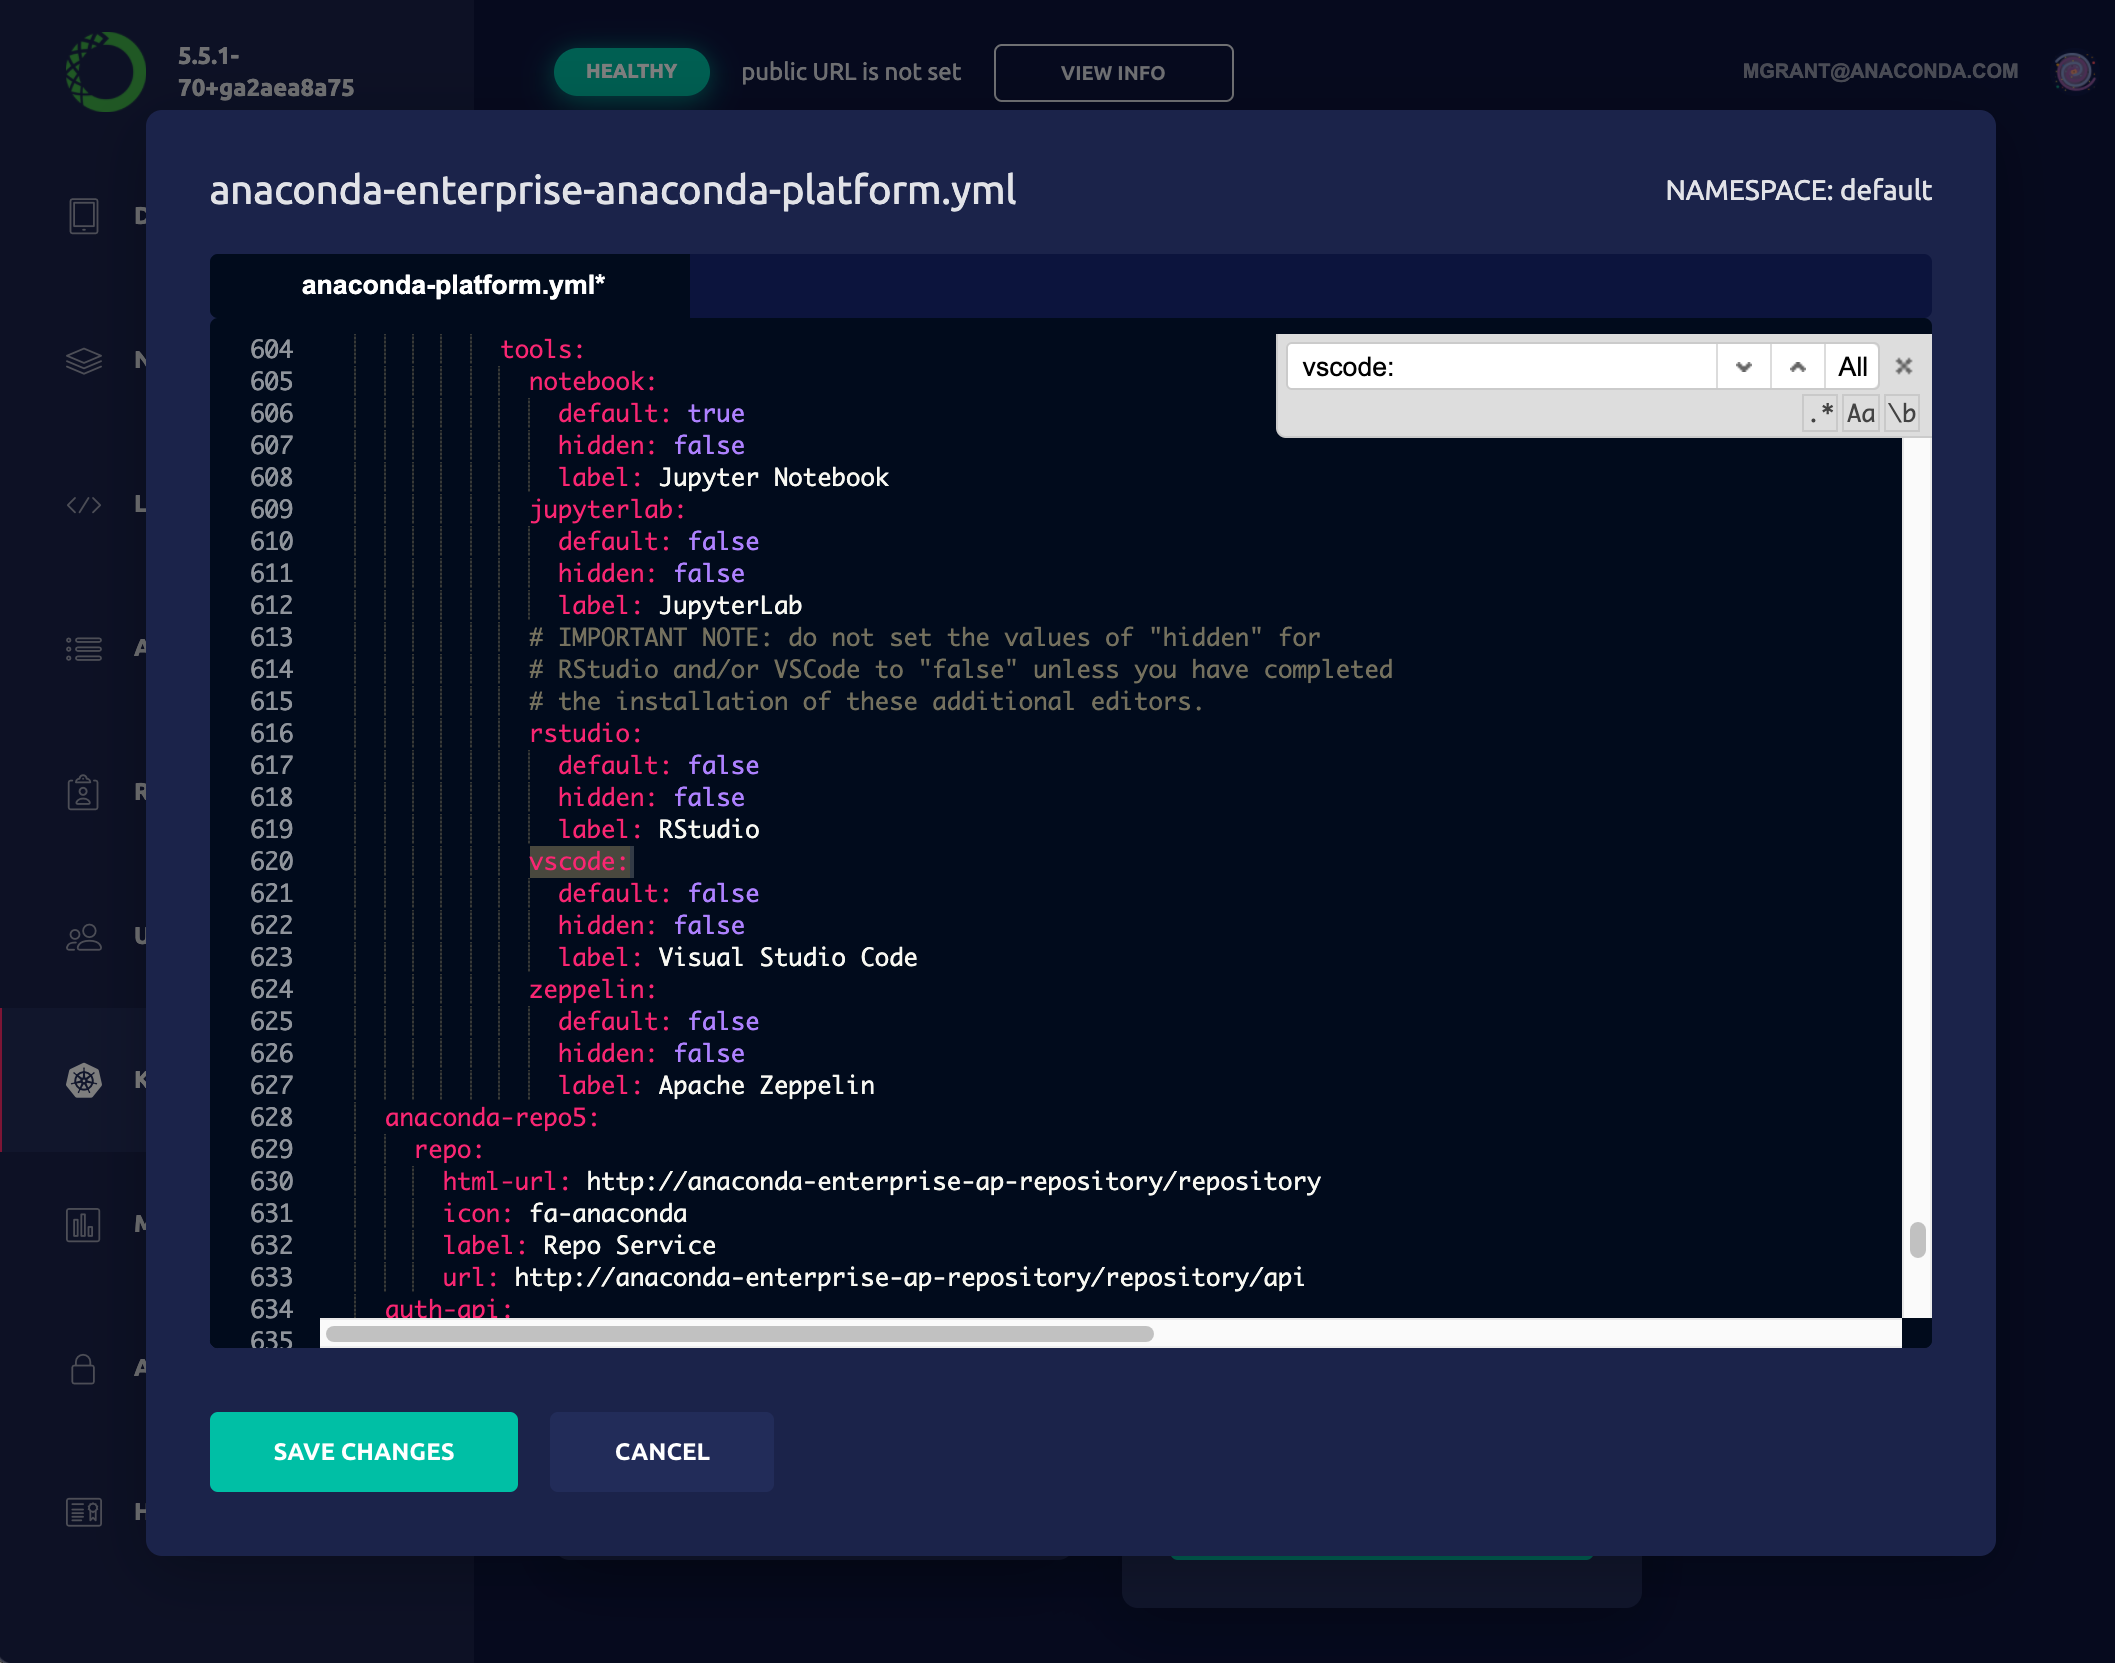 5.5.1-
70+ga2aea8a75
HEALTHY
public URL is not set
VIEW INFO
MGRANT@ANACONDA.COM
anaconda-enterprise-anaconda-platform.yml
NAMESPACE: default
anaconda-platform.yml*
vscode:
All
.*
Aa
\b
604 tools:
605 notebook:
606 default: true
607 hidden: false
608 label: Jupyter Notebook
609 jupyterlab:
610 default: false
611 hidden: false
612 label: JupyterLab
613 # IMPORTANT NOTE: do not set the values of "hidden" for
614 # RStudio and/or VSCode to "false" unless you have completed
615 # the installation of these additional editors.
616 rstudio:
617 default: false
618 hidden: false
619 label: RStudio
620 vscode:
621 default: false
622 hidden: false
623 label: Visual Studio Code
624 zeppelin:
625 default: false
626 hidden: false
627 label: Apache Zeppelin
628 anaconda-repo5:
629 repo:
630 html-url: http://anaconda-enterprise-ap-repository/repository
631 icon: fa-anaconda
632 label: Repo Service
633 url: http://anaconda-enterprise-ap-repository/repository/api
634 auth-api:
635
SAVE CHANGES
CANCEL